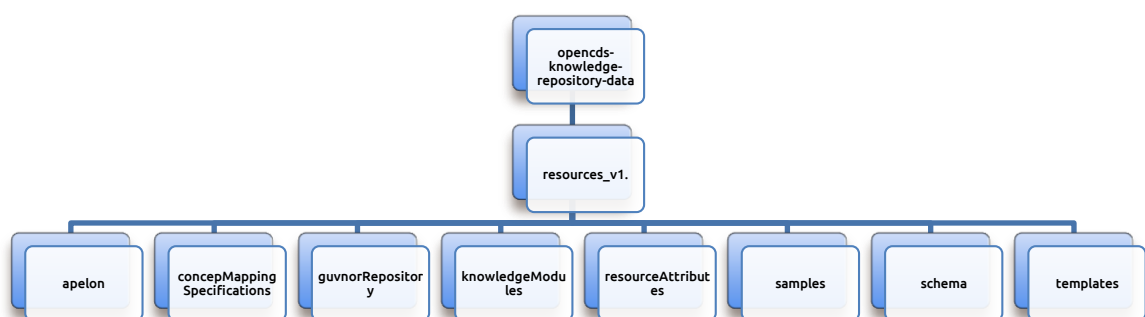 opencds-
knowledge-
repository-data
resources_v1.
apelon
concepMapping
Specifications
guvnorRepositor
y
knowledgeModu
les
resourceAttribut
es
samples
schema
templates